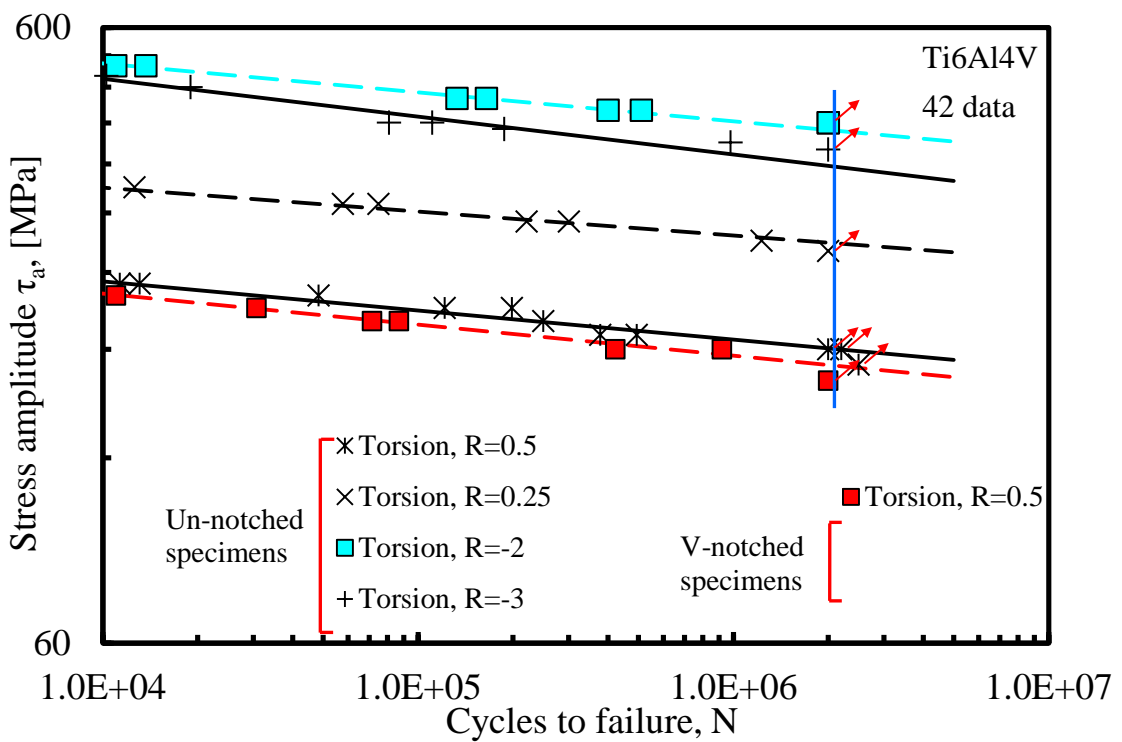 600
Ti6Al4V
42 data
Stress amplitude τa, [MPa]
Torsion, R=0.5
Torsion, R=0.25
Torsion, R=0.5
Un-notched
specimens
Torsion, R=-2
V-notched
specimens
Torsion, R=-3
60
1.0E+04
1.0E+05
1.0E+06
1.0E+07
Cycles to failure, N